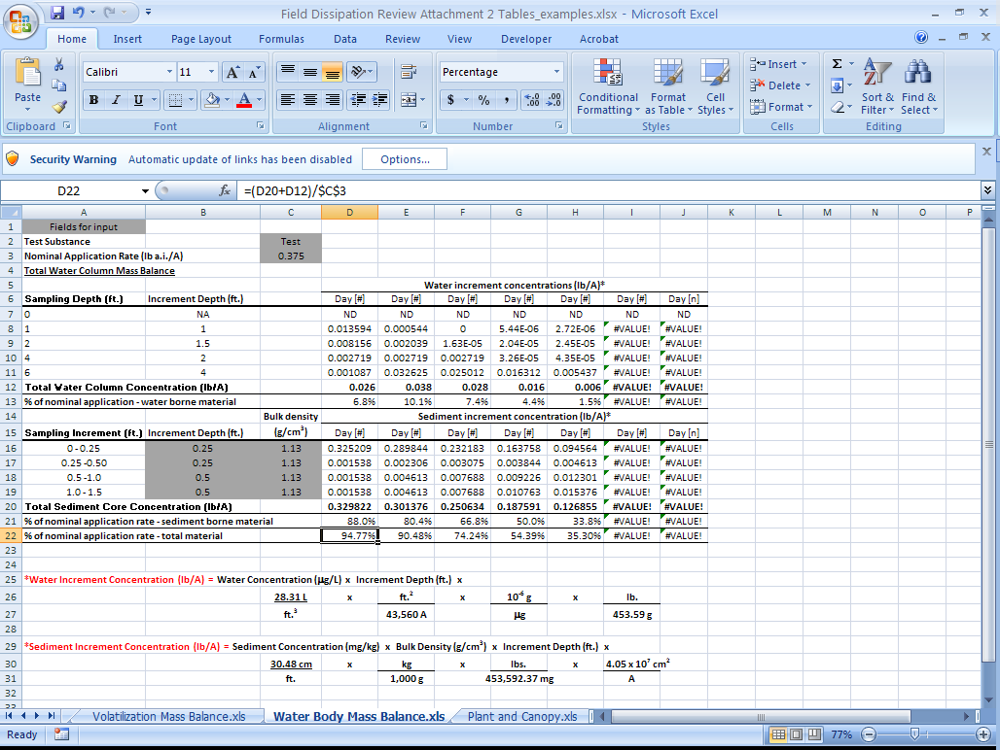 Field Dissipation Review Attachment 2 Tables_examples.xlsx - Microsoft Excel
Home Insert Page Layout Formulas Data Review View Developer Acrobat
Paste
Calibri 11
B I U A
Percentage
$ % ,
Conditional Formatting Format as Table Cell Styles
Insert
Delete
Format
Sort & Filter Find & Select
Clipboard Font Alignment Number Styles Cells Editing
Security Warning Automatic update of links has been disabled Options...
D22 fx =(D20+D12)/$C$3
A B C D E F G H I J K L M N O P
1 Fields for input
2 Test Substance Test
3 Nominal Application Rate (lb a.i./A) 0.375
4 Total Water Column Mass Balance
5 Water increment concentrations (lb/A)*
6 Sampling Depth (ft.) Increment Depth (ft.) Day [#] Day [#] Day [#] Day [#] Day [#] Day [#] Day [n]
7 0 NA ND ND ND ND ND ND ND
8 1 1 0.013594 0.000544 0 5.44E-06 2.72E-06 #VALUE! #VALUE!
9 2 1.5 0.008156 0.002039 1.63E-05 2.04E-05 2.45E-05 #VALUE! #VALUE!
10 4 2 0.002719 0.002719 0.002719 3.26E-05 4.35E-05 #VALUE! #VALUE!
11 6 4 0.001087 0.032625 0.025012 0.016312 0.005437 #VALUE! #VALUE!
12 Total Water Column Concentration (lb/A) 0.026 0.038 0.028 0.016 0.006 #VALUE! #VALUE!
13 % of nominal application - water borne material 6.8% 10.1% 7.4% 4.4% 1.5% #VALUE! #VALUE!
14 Bulk density Sediment increment concentration (lb/A)*
15 Sampling Increment (ft.) Increment Depth (ft.) (g/cm³) Day [#] Day [#] Day [#] Day [#] Day [#] Day [#] Day [n]
16 0 - 0.25 0.25 1.13 0.325209 0.289844 0.232183 0.163758 0.094564 #VALUE! #VALUE!
17 0.25 -0.50 0.25 1.13 0.001538 0.002306 0.003075 0.003844 0.004613 #VALUE! #VALUE!
18 0.5 -1.0 0.5 1.13 0.001538 0.004613 0.007688 0.009226 0.012301 #VALUE! #VALUE!
19 1.0 - 1.5 0.5 1.13 0.001538 0.004613 0.007688 0.010763 0.015376 #VALUE! #VALUE!
20 Total Sediment Core Concentration (lb/A) 0.329822 0.301376 0.250634 0.187591 0.126855 #VALUE! #VALUE!
21 % of nominal application rate - sediment borne material 88.0% 80.4% 66.8% 50.0% 33.8% #VALUE! #VALUE!
22 % of nominal application rate - total material 94.77% 90.48% 74.24% 54.39% 35.30% #VALUE! #VALUE!
23
24
25 *Water Increment Concentration (lb/A) = Water Concentration (µg/L) x Increment Depth (ft.) x
26 28.31 L x ft.² x 10⁻⁶ g x lb.
27 ft.³ 43,560 A µg 453.59 g
28
29 *Sediment Increment Concentration (lb/A) = Sediment Concentration (mg/kg) x Bulk Density (g/cm³) x Increment Depth (ft.) x
30 30.48 cm x kg x lbs. x 4.05 x 10⁷ cm²
31 ft. 1,000 g 453,592.37 mg A
32
33
Volatilization Mass Balance.xls Water Body Mass Balance.xls Plant and Canopy.xls
Ready 77%